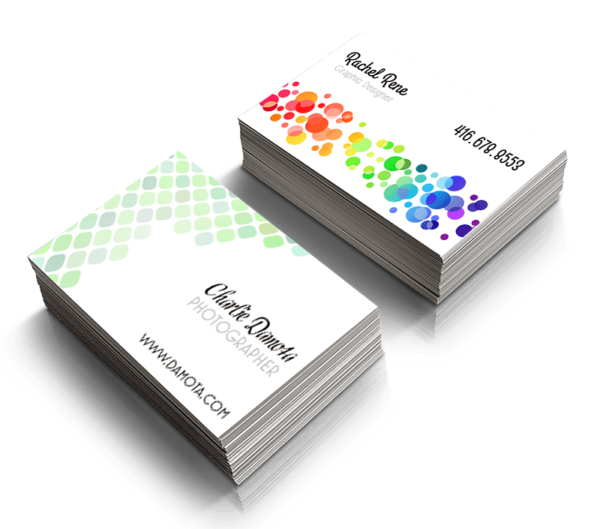 Rachel Rene
Graphic Designer
416.678.8553
Charlie Damota
PHOTOGRAPHER
WWW.DAMOTA.COM